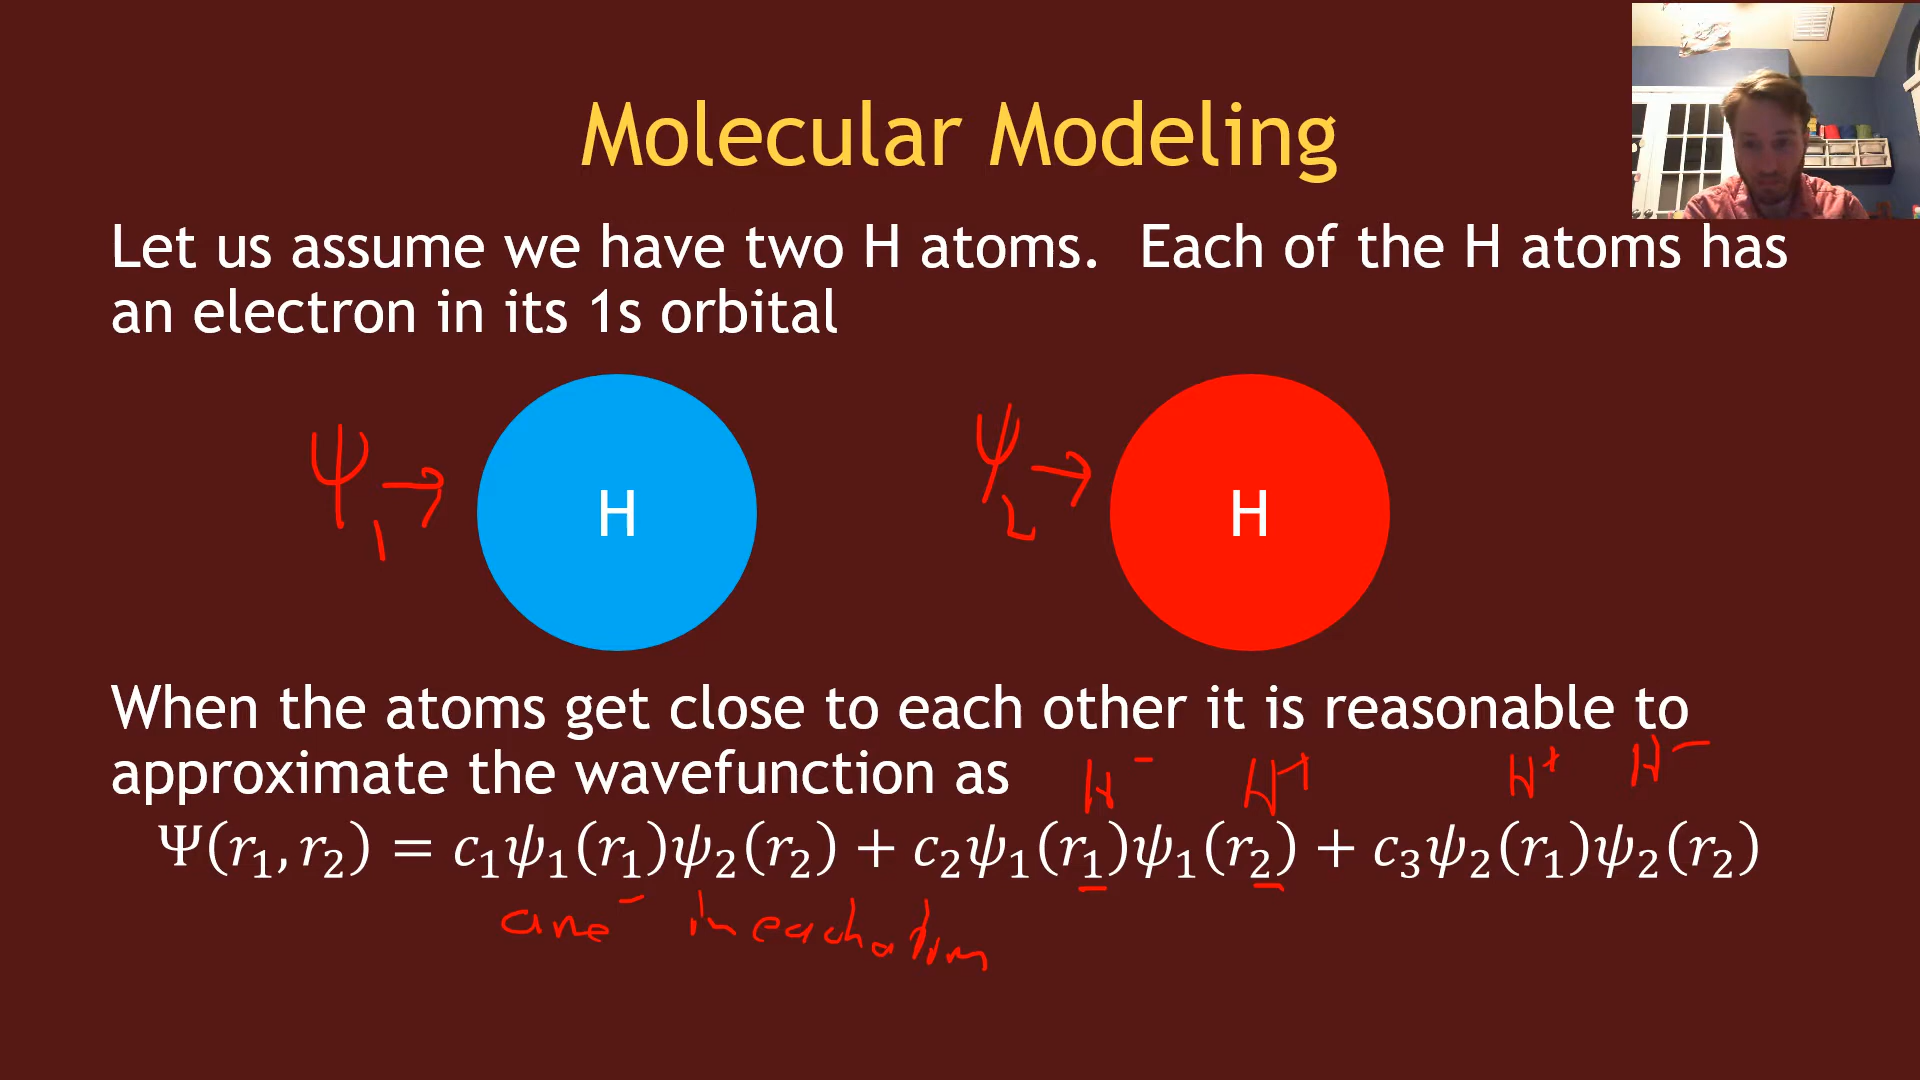 Molecular Modeling
Let us assume we have two H atoms. Each of the H atoms has
an electron in its 1s orbital
ψ₁→ H ψ₂→ H
When the atoms get close to each other it is reasonable to
approximate the wavefunction as
H⁻ H⁺ H⁺ H⁻
Ψ(r₁, r₂) = c₁ψ₁(r₁)ψ₂(r₂) + c₂ψ₁(r₁)ψ₁(r₂) + c₃ψ₂(r₁)ψ₂(r₂)
an e⁻ in each atom